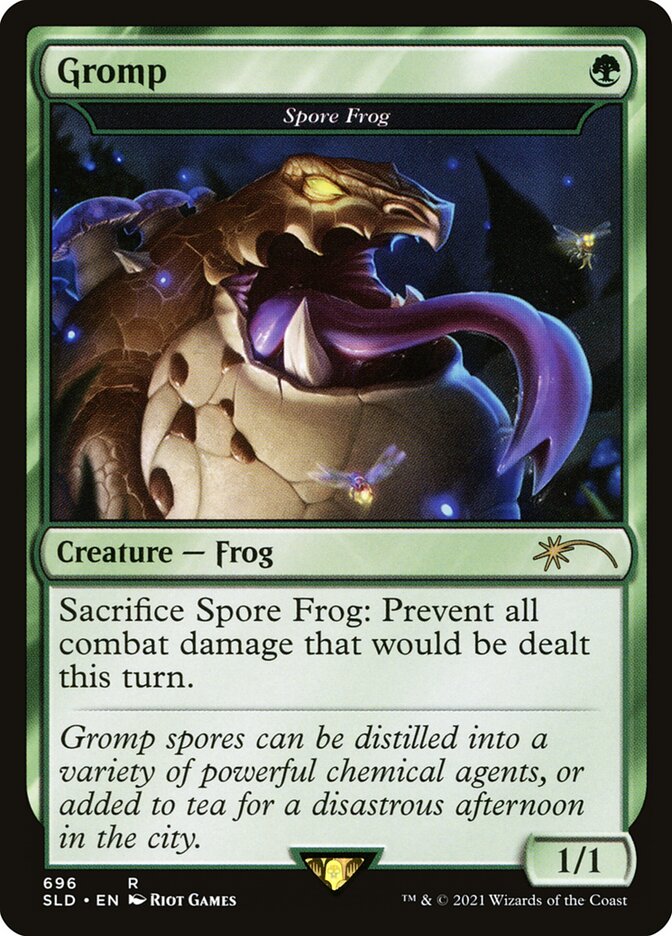 Gromp
Spore Frog
Creature — Frog
Sacrifice Spore Frog: Prevent all
combat damage that would be dealt
this turn.
Gromp spores can be distilled into a
variety of powerful chemical agents, or
added to tea for a disastrous afternoon
in the city.
1/1
696 R
SLD • EN Riot Games
™ & © 2021 Wizards of the Coast